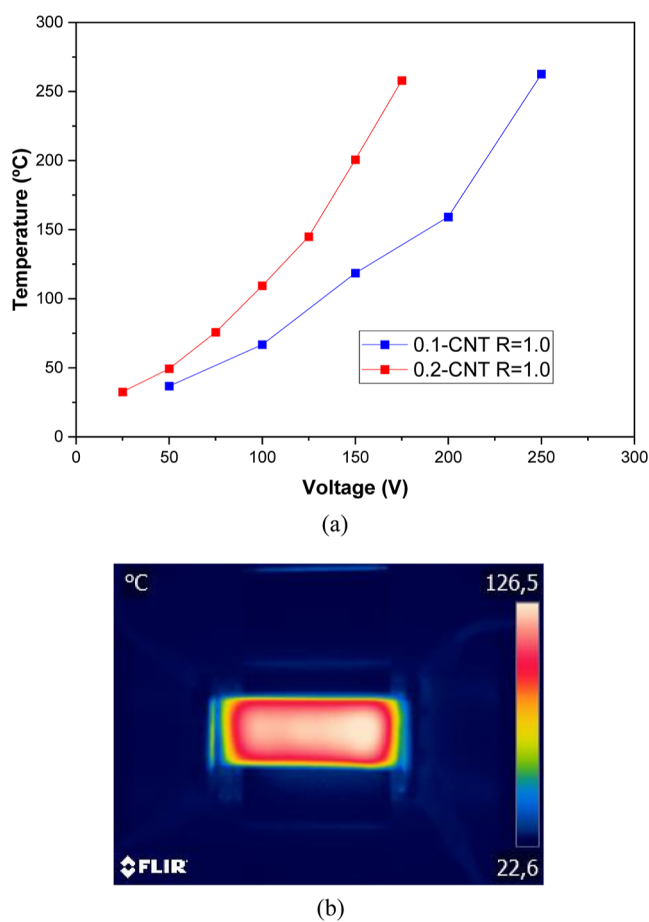 300
250
200
150
100
50
0
Temperature (ºC)
0.1-CNT R=1.0
0.2-CNT R=1.0
0 50 100 150 200 250 300
Voltage (V)
(a)
ºC 126,5
FLIR 22,6
(b)